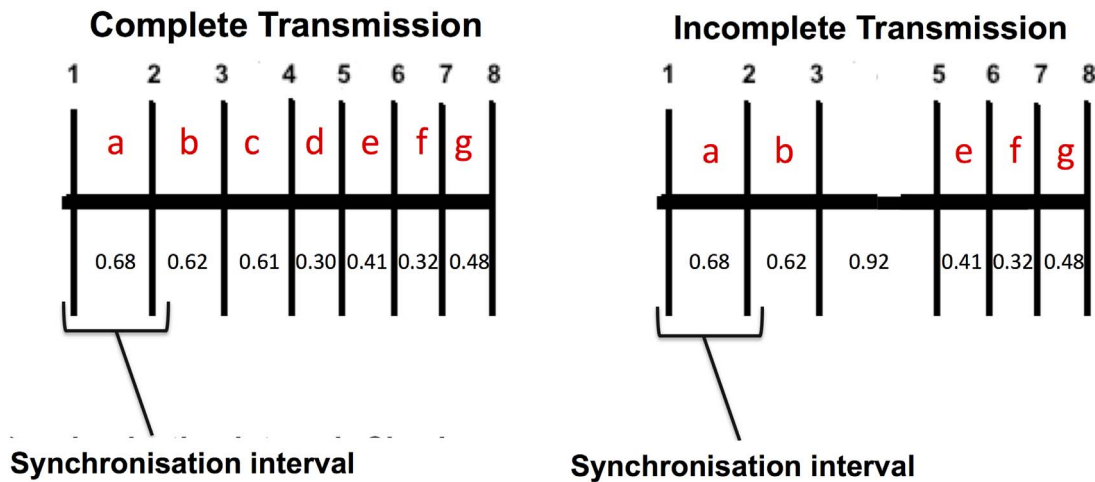 Complete Transmission
1 2 3 4 5 6 7 8
a b c d e f g
0.68 0.62 0.61 0.30 0.41 0.32 0.48
Synchronisation interval
Incomplete Transmission
1 2 3 5 6 7 8
a b e f g
0.68 0.62 0.92 0.41 0.32 0.48
Synchronisation interval